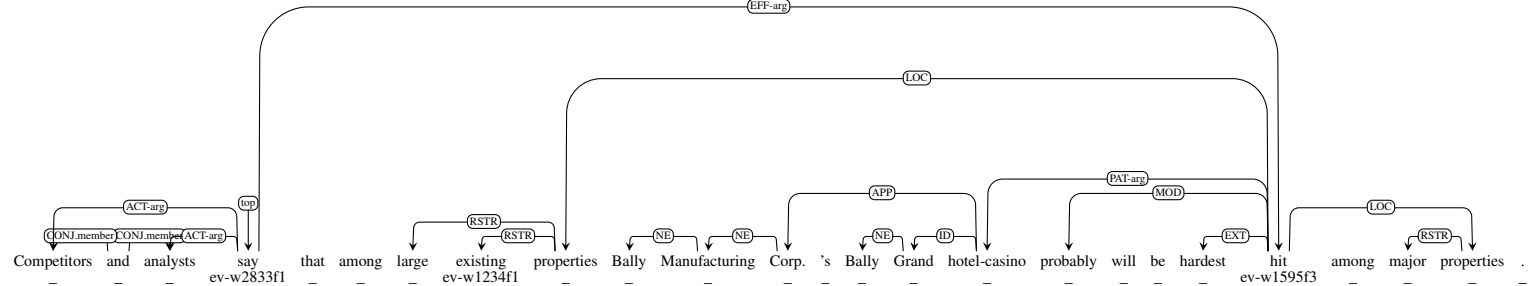 EFF-arg
LOC
PAT-arg
APP MOD
ACT-arg top LOC
RSTR
CONJ.member CONJ.member ACT-arg RSTR NE NE NE ID EXT RSTR
Competitors and analysts say that among large existing properties Bally Manufacturing Corp. 's Bally Grand hotel-casino probably will be hardest hit among major properties .
_ _ _ ev-w2833f1 _ _ _ ev-w1234f1 _ _ _ _ _ _ _ _ _ _ _ _ ev-w1595f3 _ _ _ _